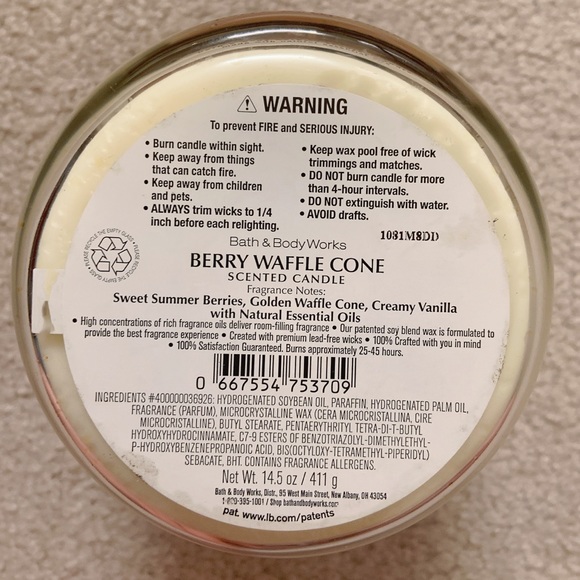 ⚠ WARNING
To prevent FIRE and SERIOUS INJURY:
• Burn candle within sight.
• Keep away from things
that can catch fire.
• Keep away from children
and pets.
• ALWAYS trim wicks to 1/4
inch before each relighting.
• Keep wax pool free of wick
trimmings and matches.
• DO NOT burn candle for more
than 4-hour intervals.
• DO NOT extinguish with water.
• AVOID drafts.
1081M8DD
PLEASE RECYCLE THE EMPTY GLASS • PLEASE RECYCLE THE EMPTY GLASS •
Bath & Body Works
BERRY WAFFLE CONE
SCENTED CANDLE
Fragrance Notes:
Sweet Summer Berries, Golden Waffle Cone, Creamy Vanilla
with Natural Essential Oils
• High concentrations of rich fragrance oils deliver room-filling fragrance • Our patented soy blend wax is formulated to
provide the best fragrance experience • Created with premium lead-free wicks • 100% Crafted with you in mind
• 100% Satisfaction Guaranteed. Burns approximately 25-45 hours.
0 667554 753709
INGREDIENTS #400000036926: HYDROGENATED SOYBEAN OIL, PARAFFIN, HYDROGENATED PALM OIL,
FRAGRANCE (PARFUM), MICROCRYSTALLINE WAX (CERA MICROCRISTALLINA, CIRE
MICROCRISTALLINE), BUTYL STEARATE, PENTAERYTHRITYL TETRA-DI-T-BUTYL
HYDROXYHYDROCINNAMATE, C7-9 ESTERS OF BENZOTRIAZOLYL-DIMETHYLETHYL-
P-HYDROXYBENZENEPROPANOIC ACID, BIS(OCTYLOXY-TETRAMETHYL-PIPERIDYL)
SEBACATE, BHT. CONTAINS FRAGRANCE ALLERGENS.
Net Wt. 14.5 oz / 411 g
Bath & Body Works, Distr., 95 West Main Street, New Albany, OH 43054
1-800-395-1001 / Shop bathandbodyworks.com
pat. www.lb.com/patents